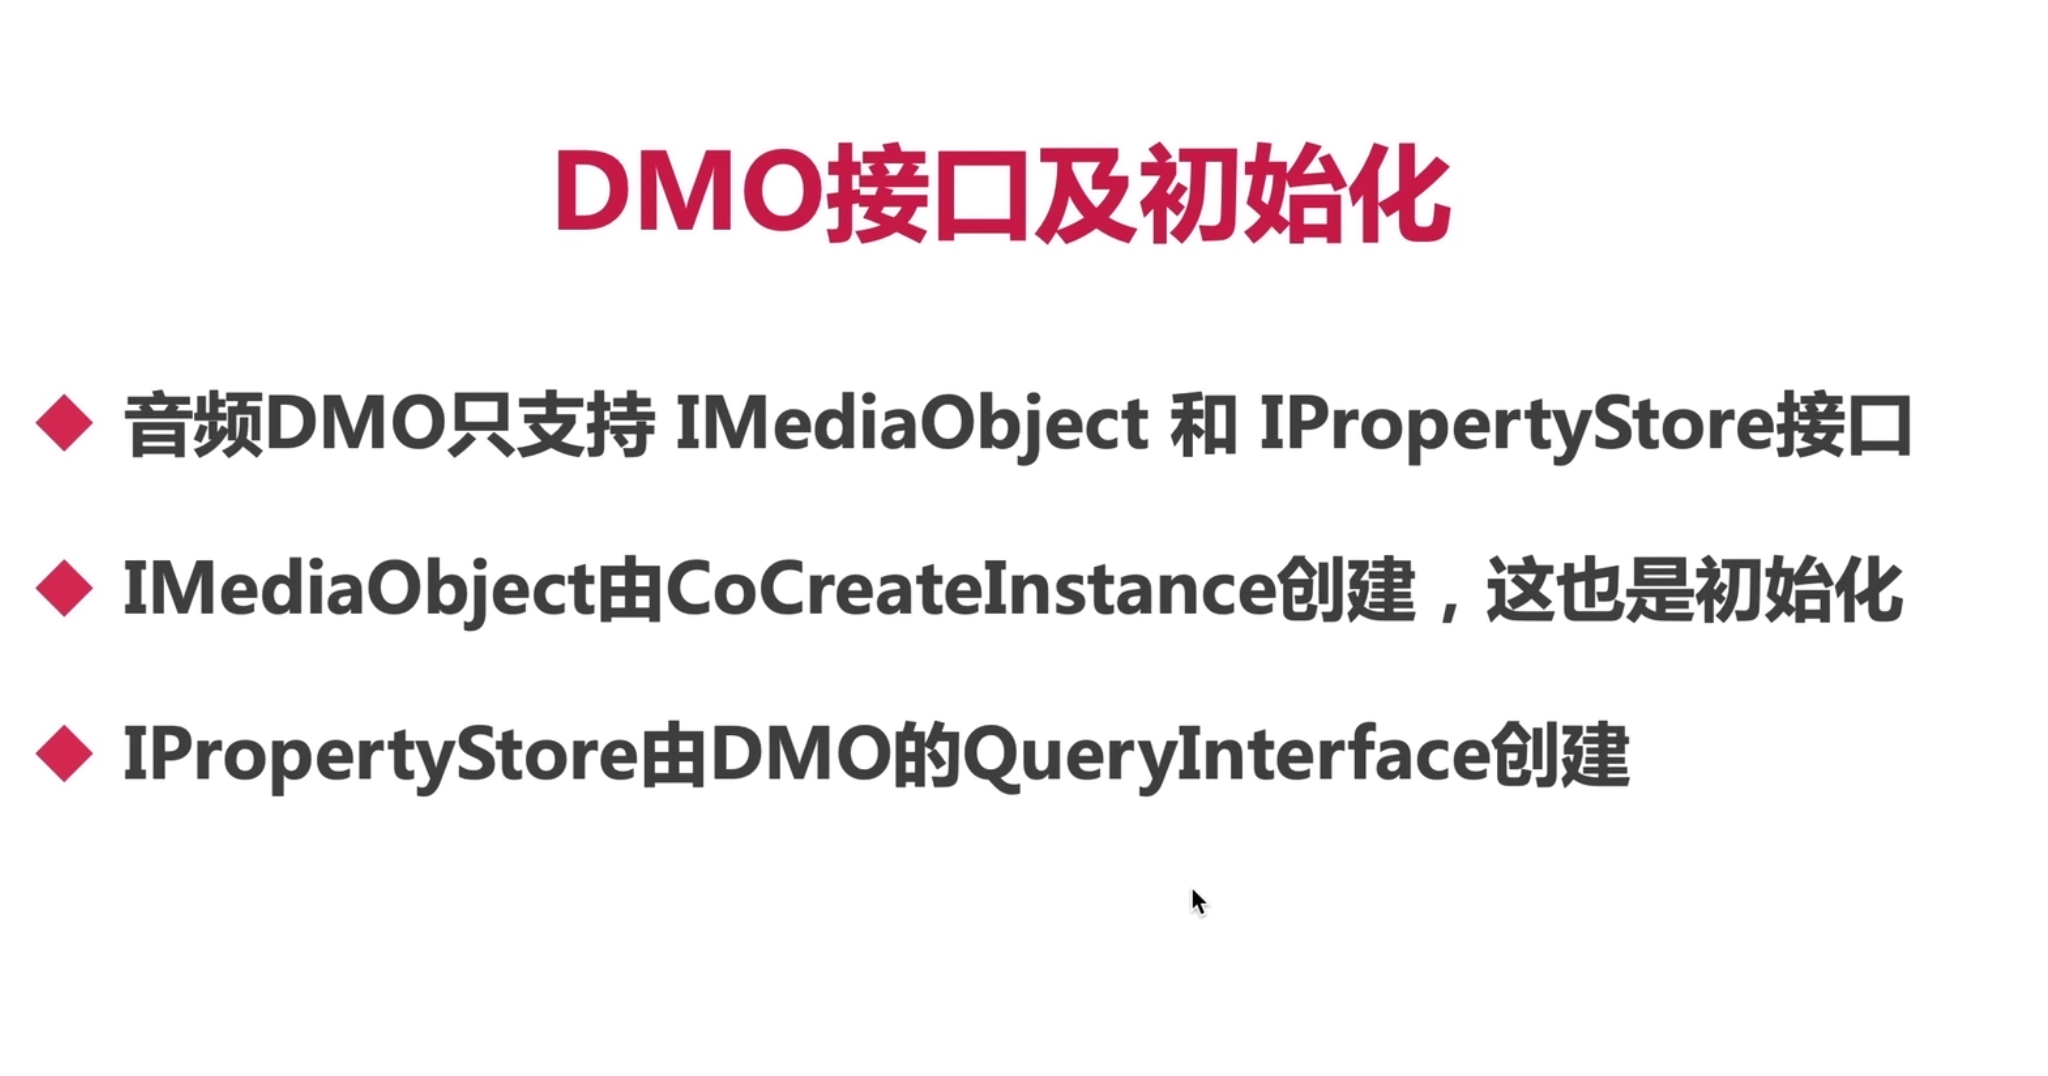 DMO接口及初始化
音频DMO只支持 IMediaObject 和 IPropertyStore接口
IMediaObject由CoCreateInstance创建，这也是初始化
IPropertyStore由DMO的QueryInterface创建